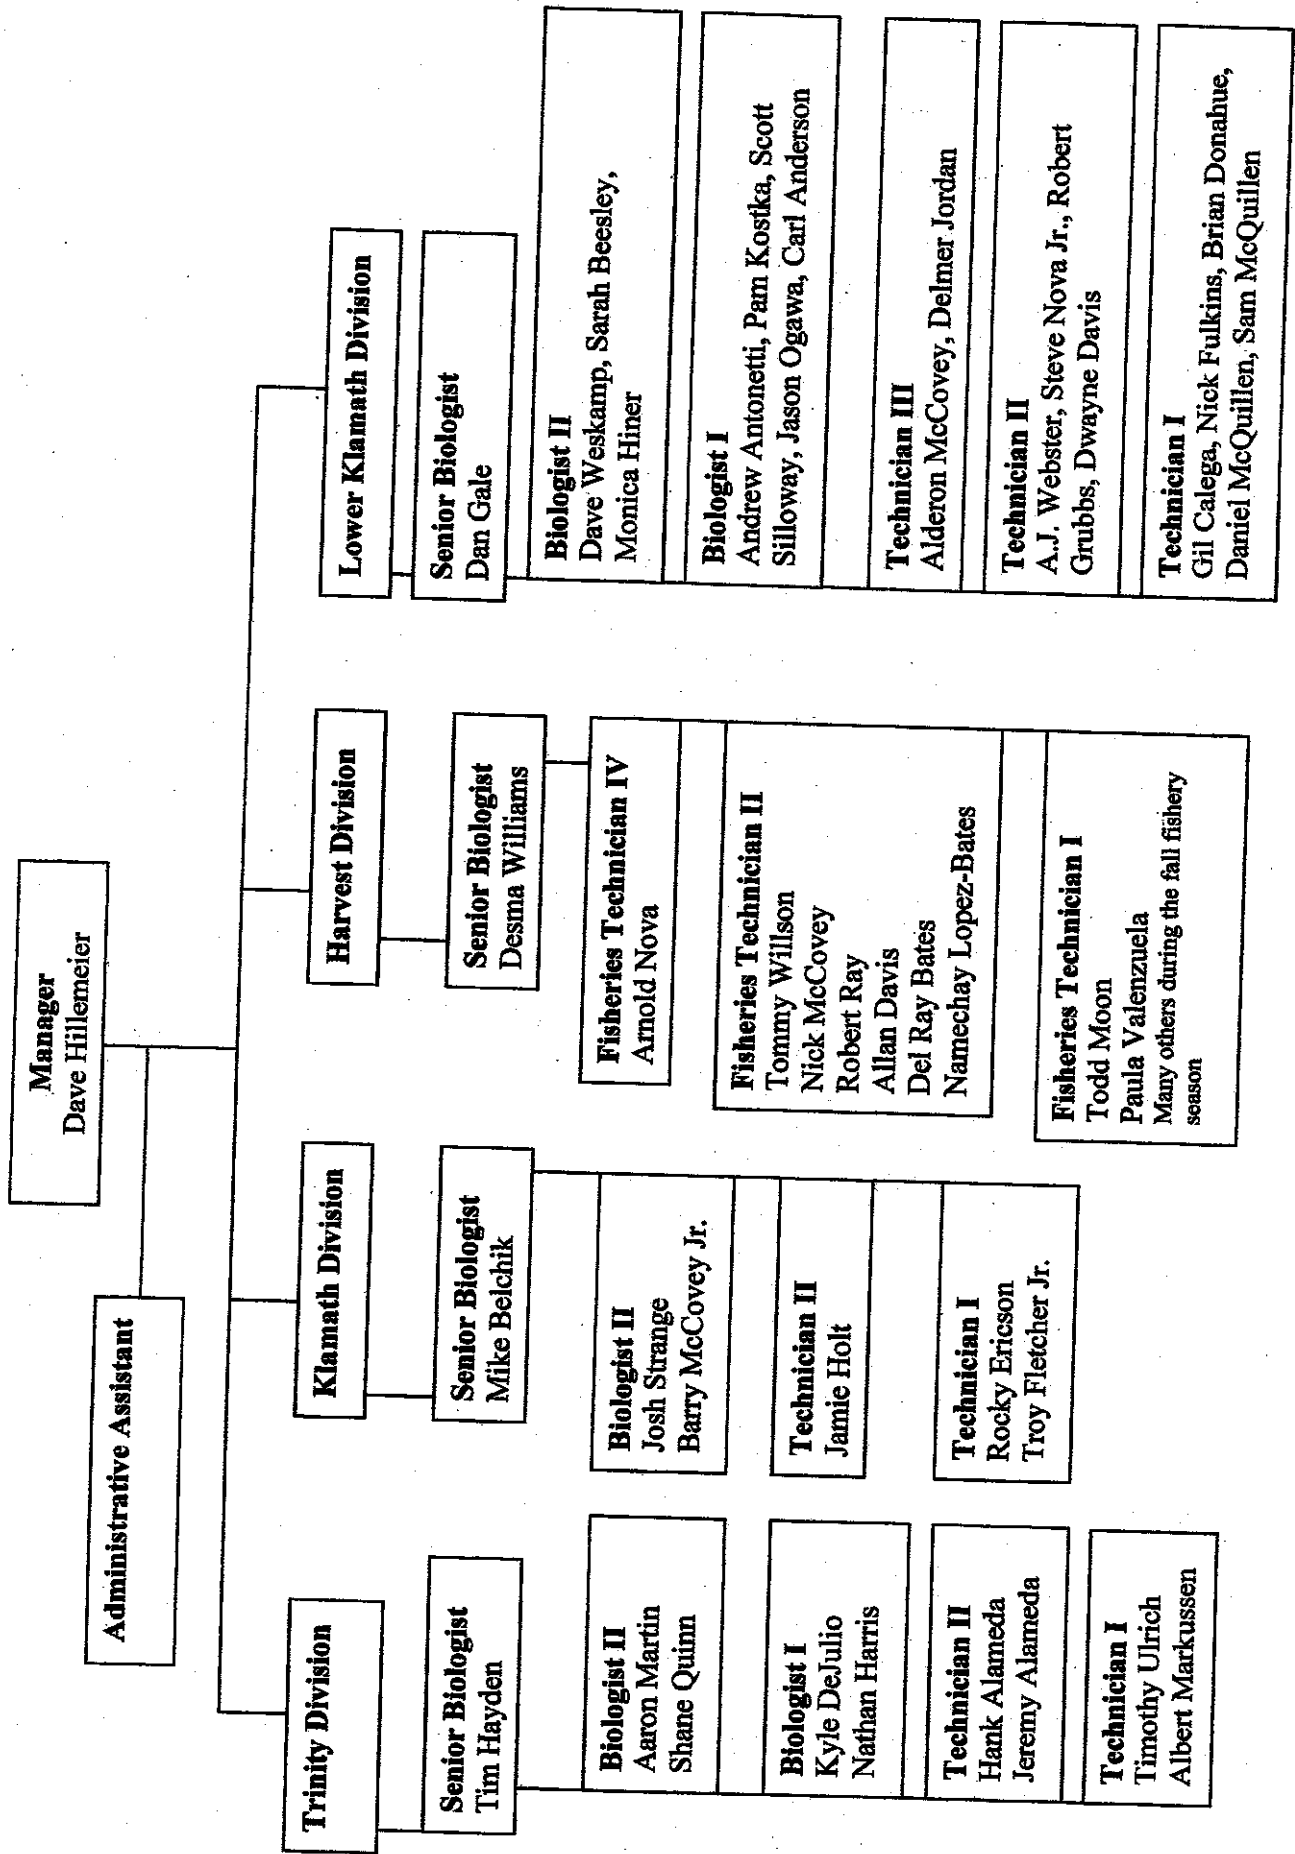 Manager
Dave Hillemeier
Administrative Assistant
Trinity Division
Senior Biologist
Tim Hayden
Biologist II
Aaron Martin
Shane Quinn
Biologist I
Kyle DeJulio
Nathan Harris
Technician II
Hank Alameda
Jeremy Alameda
Technician I
Timothy Ulrich
Albert Markussen
Klamath Division
Senior Biologist
Mike Belchik
Biologist II
Josh Strange
Barry McCovey Jr.
Technician II
Jamie Holt
Technician I
Rocky Ericson
Troy Fletcher Jr.
Harvest Division
Senior Biologist
Desma Williams
Fisheries Technician IV
Arnold Nova
Fisheries Technician II
Tommy Willson
Nick McCovey
Robert Ray
Allan Davis
Del Ray Bates
Namechay Lopez-Bates
Fisheries Technician I
Todd Moon
Paula Valenzuela
Many others during the fall fishery
season
Lower Klamath Division
Senior Biologist
Dan Gale
Biologist II
Dave Weskamp, Sarah Beesley,
Monica Hiner
Biologist I
Andrew Antonetti, Pam Kostka, Scott
Silloway, Jason Ogawa, Carl Anderson
Technician III
Alderon McCovey, Delmer Jordan
Technician II
A.J. Webster, Steve Nova Jr., Robert
Grubbs, Dwayne Davis
Technician I
Gil Calega, Nick Fulkins, Brian Donahue,
Daniel McQuillen, Sam McQuillen